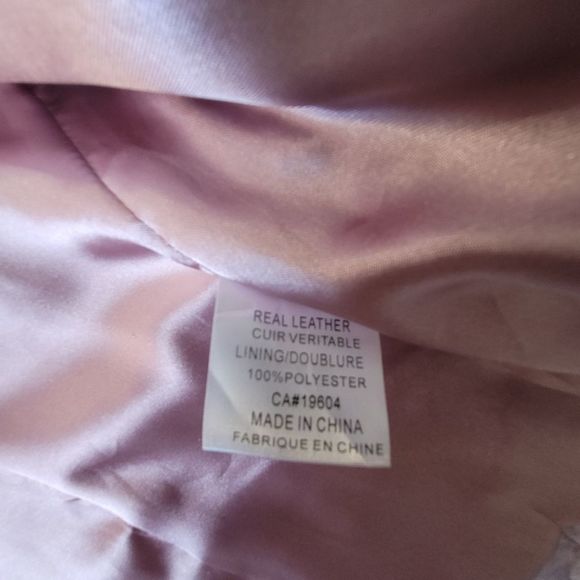 REAL LEATHER
CUIR VERITABLE
LINING/DOUBLURE
100%POLYESTER
CA#19604
MADE IN CHINA
FABRIQUE EN CHINE